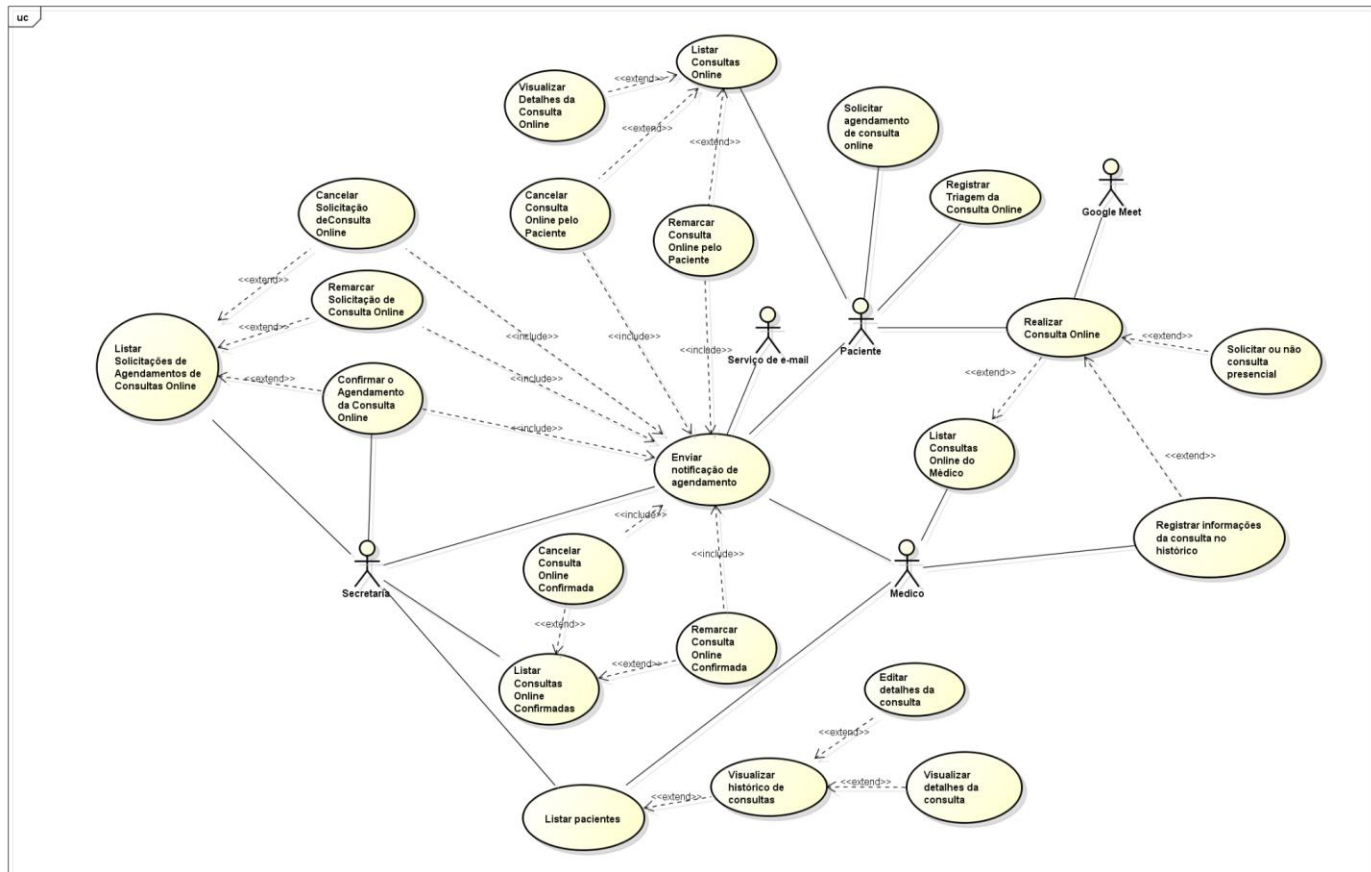 uc
Listar
Consultas
Online
Visualizar
Detalhes da
Consulta
Online
<<extend>>
<<extend>>
<<extend>>
Solicitar
agendamento
de consulta
online
Registrar
Triagem da
Consulta Online
Google Meet
Cancelar
Solicitação
deConsulta
Online
Cancelar
Consulta
Online pelo
Paciente
Remarcar
Consulta
Online pelo
Paciente
<<extend>>
Remarcar
Solicitação de
Consulta Online
<<extend>>
Listar
Solicitações de
Agendamentos de
Consultas Online
<<extend>>
Confirmar o
Agendamento
da Consulta
Online
<<include>>
<<include>>
<<include>>
<<include>>
<<include>>
Serviço de e-mail
Paciente
Realizar
Consulta Online
<<extend>>
Solicitar ou não
consulta
presencial
<<extend>>
Listar
Consultas
Online do
Médico
<<extend>>
Enviar
notificação de
agendamento
Registrar informações
da consulta no
histórico
<<include>>
<<include>>
Cancelar
Consulta
Online
Confirmada
Secretaría
Medico
<<extend>>
Remarcar
Consulta
Online
Confirmada
<<extend>>
Listar
Consultas
Online
Confirmadas
Editar
detalhes da
consulta
<<extend>>
Visualizar
histórico de
consultas
<<extend>>
Visualizar
detalhes da
consulta
<<extend>>
Listar pacientes